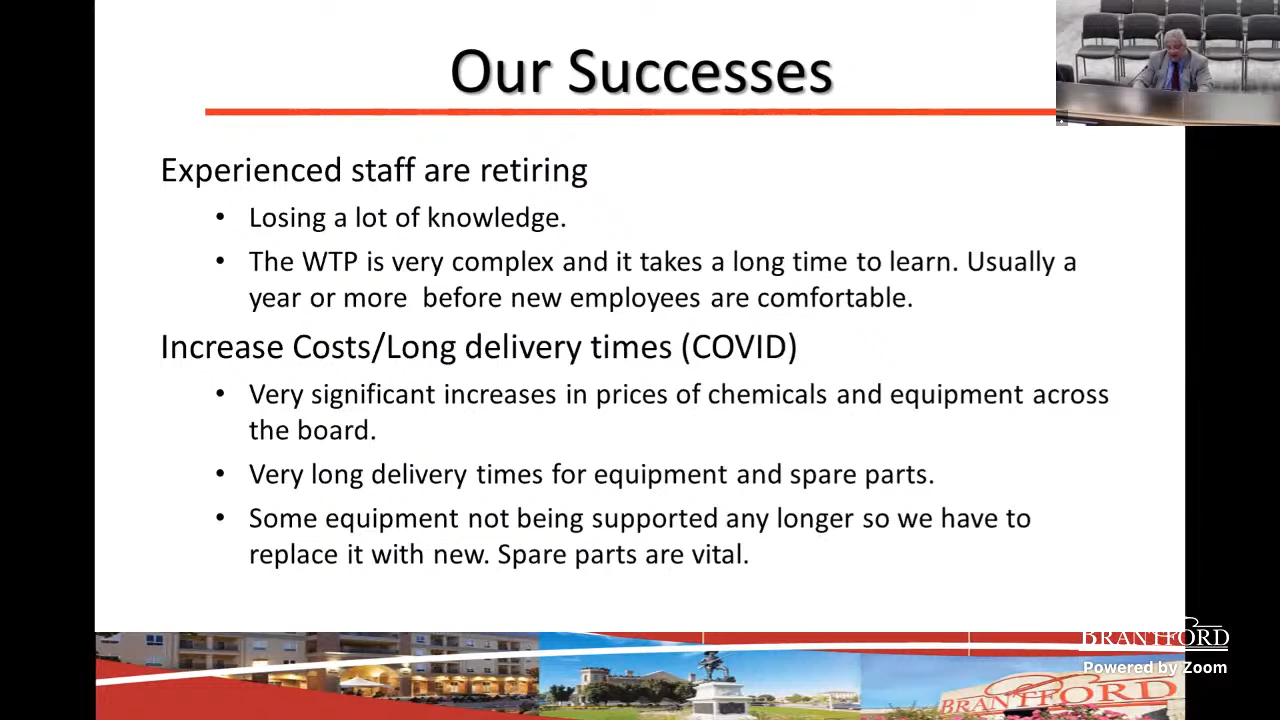 Our Successes
Experienced staff are retiring
• Losing a lot of knowledge.
• The WTP is very complex and it takes a long time to learn. Usually a
year or more  before new employees are comfortable.
Increase Costs/Long delivery times (COVID)
• Very significant increases in prices of chemicals and equipment across
the board.
• Very long delivery times for equipment and spare parts.
• Some equipment not being supported any longer so we have to
replace it with new. Spare parts are vital.
BRANTFORD
Powered by Zoom
BRANTFORD